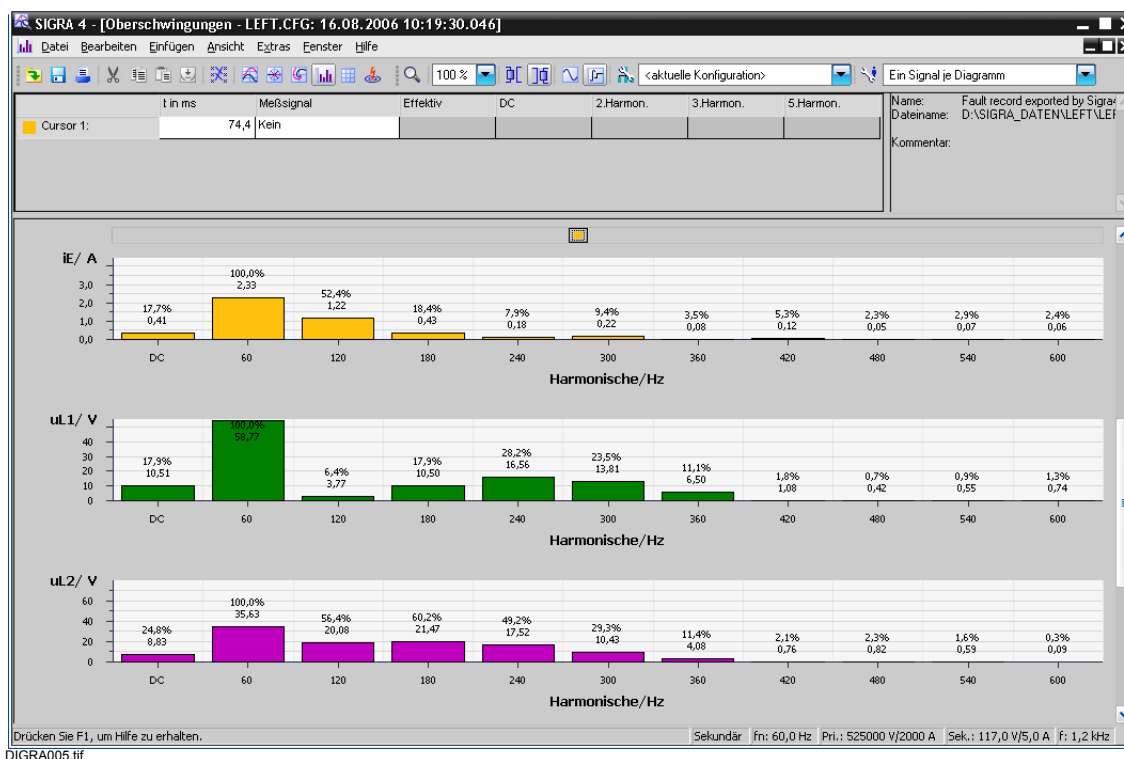 SIGRA 4 - [Oberschwingungen - LEFT.CFG: 16.08.2006 10:19:30.046]
Datei Bearbeiten Einfügen Ansicht Extras Fenster Hilfe
100 % <aktuelle Konfiguration> Ein Signal je Diagramm
t in ms Meßsignal Effektiv DC 2.Harmon. 3.Harmon. 5.Harmon.
Cursor 1: 74,4 Kein
Name: Fault record exported by Sigra4
Dateiname: D:\SIGRA_DATEN\LEFT\LEF
Kommentar:
iE/ A
3,0
2,0
1,0
0,0
17,7% 100,0% 52,4% 18,4% 7,9% 9,4% 3,5% 5,3% 2,3% 2,9% 2,4%
0,41 2,33 1,22 0,43 0,18 0,22 0,08 0,12 0,05 0,07 0,06
DC 60 120 180 240 300 360 420 480 540 600
Harmonische/Hz
uL1/ V
40
30
20
10
0
17,9% 100,0% 6,4% 17,9% 28,2% 23,5% 11,1% 1,8% 0,7% 0,9% 1,3%
10,51 58,77 3,77 10,50 16,56 13,81 6,50 1,08 0,42 0,55 0,74
DC 60 120 180 240 300 360 420 480 540 600
Harmonische/Hz
uL2/ V
60
40
20
0
24,8% 100,0% 56,4% 60,2% 49,2% 29,3% 11,4% 2,1% 2,3% 1,6% 0,3%
8,83 35,63 20,08 21,47 17,52 10,43 4,08 0,76 0,82 0,59 0,09
DC 60 120 180 240 300 360 420 480 540 600
Harmonische/Hz
Drücken Sie F1, um Hilfe zu erhalten. Sekundär fn: 60,0 Hz Pri.: 525000 V/2000 A Sek.: 117,0 V/5,0 A f: 1,2 kHz
DIGRA005.tif